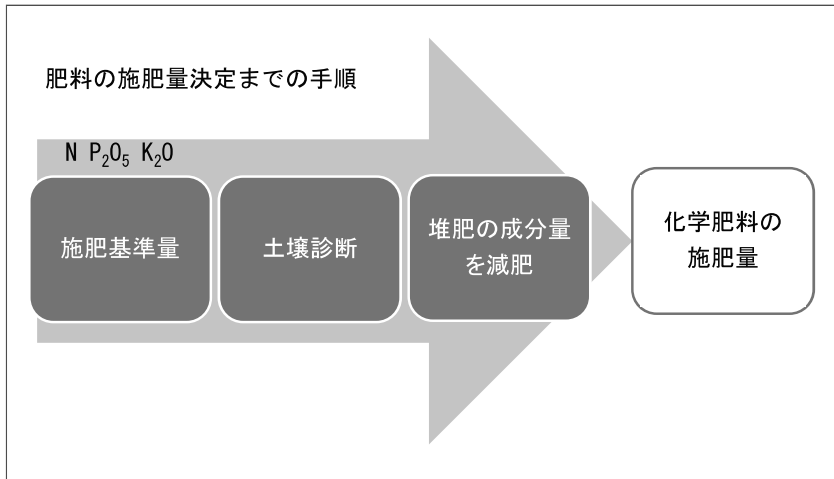 肥料の施肥量決定までの手順
N P₂O₅ K₂O
施肥基準量
土壌診断
堆肥の成分量
を減肥
化学肥料の
施肥量